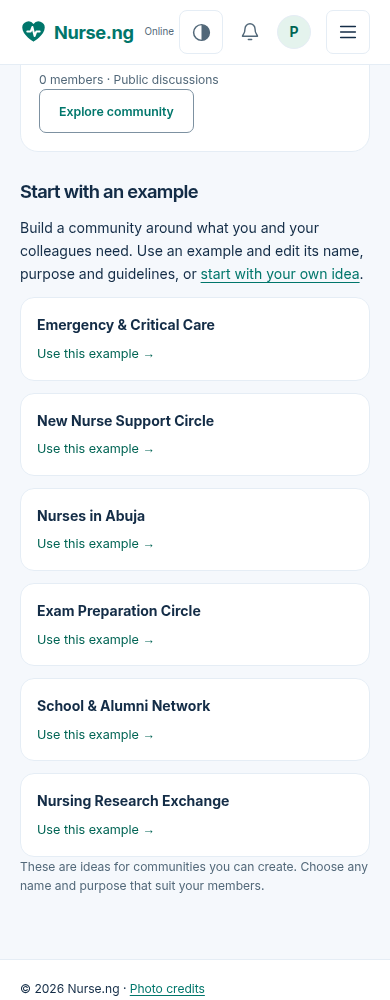 Nurse.ng Online P
0 members · Public discussions
Explore community
Start with an example
Build a community around what you and your
colleagues need. Use an example and edit its name,
purpose and guidelines, or start with your own idea.
Emergency & Critical Care
Use this example →
New Nurse Support Circle
Use this example →
Nurses in Abuja
Use this example →
Exam Preparation Circle
Use this example →
School & Alumni Network
Use this example →
Nursing Research Exchange
Use this example →
These are ideas for communities you can create. Choose any
name and purpose that suit your members.
© 2026 Nurse.ng · Photo credits